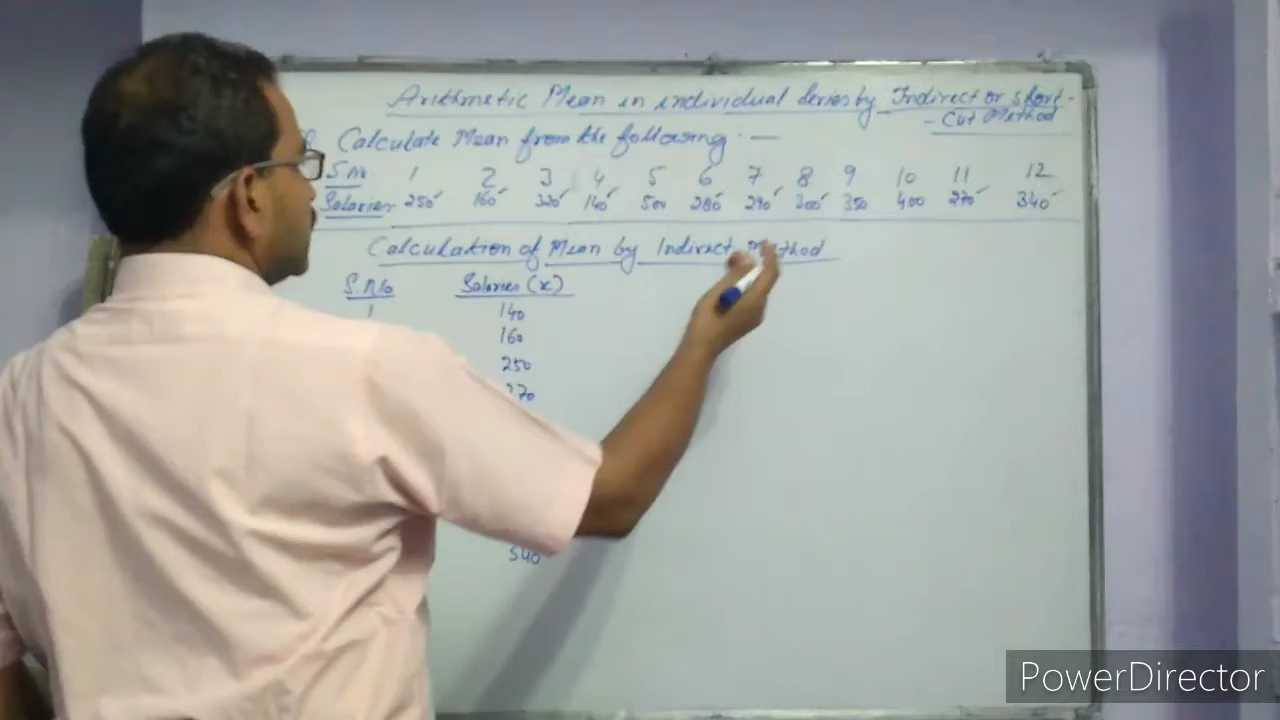 Arithmetic Mean in individual Series by Indirect or short-
- Cut Method
Calculate Mean from the following . —
S.No 1 2 3 4 5 6 7 8 9 10 11 12
Salaries 250 160 320 140 500 280 290 300 350 400 270 340
Calculation of Mean by Indirect Method
S.No Salaries (x)
1 140
160
250
270
340
PowerDirector